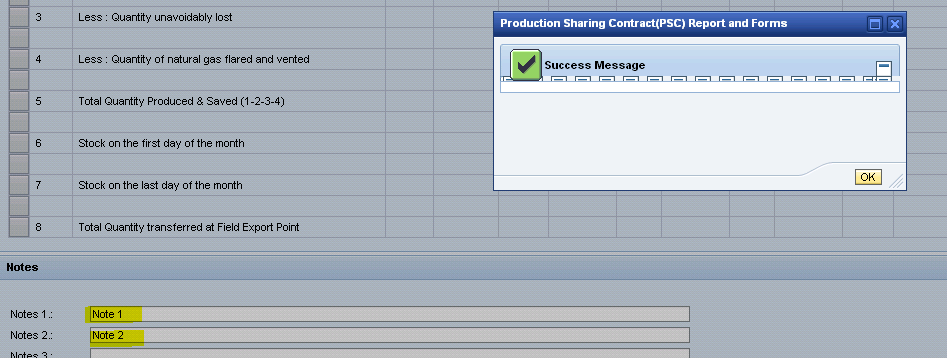 3 Less : Quantity unavoidably lost
4 Less : Quantity of natural gas flared and vented
5 Total Quantity Produced & Saved (1-2-3-4)
6 Stock on the first day of the month
7 Stock on the last day of the month
8 Total Quantity transferred at Field Export Point
Production Sharing Contract(PSC) Report and Forms
Success Message
OK
Notes
Notes 1.: Note 1
Notes 2.: Note 2
Notes 3.: